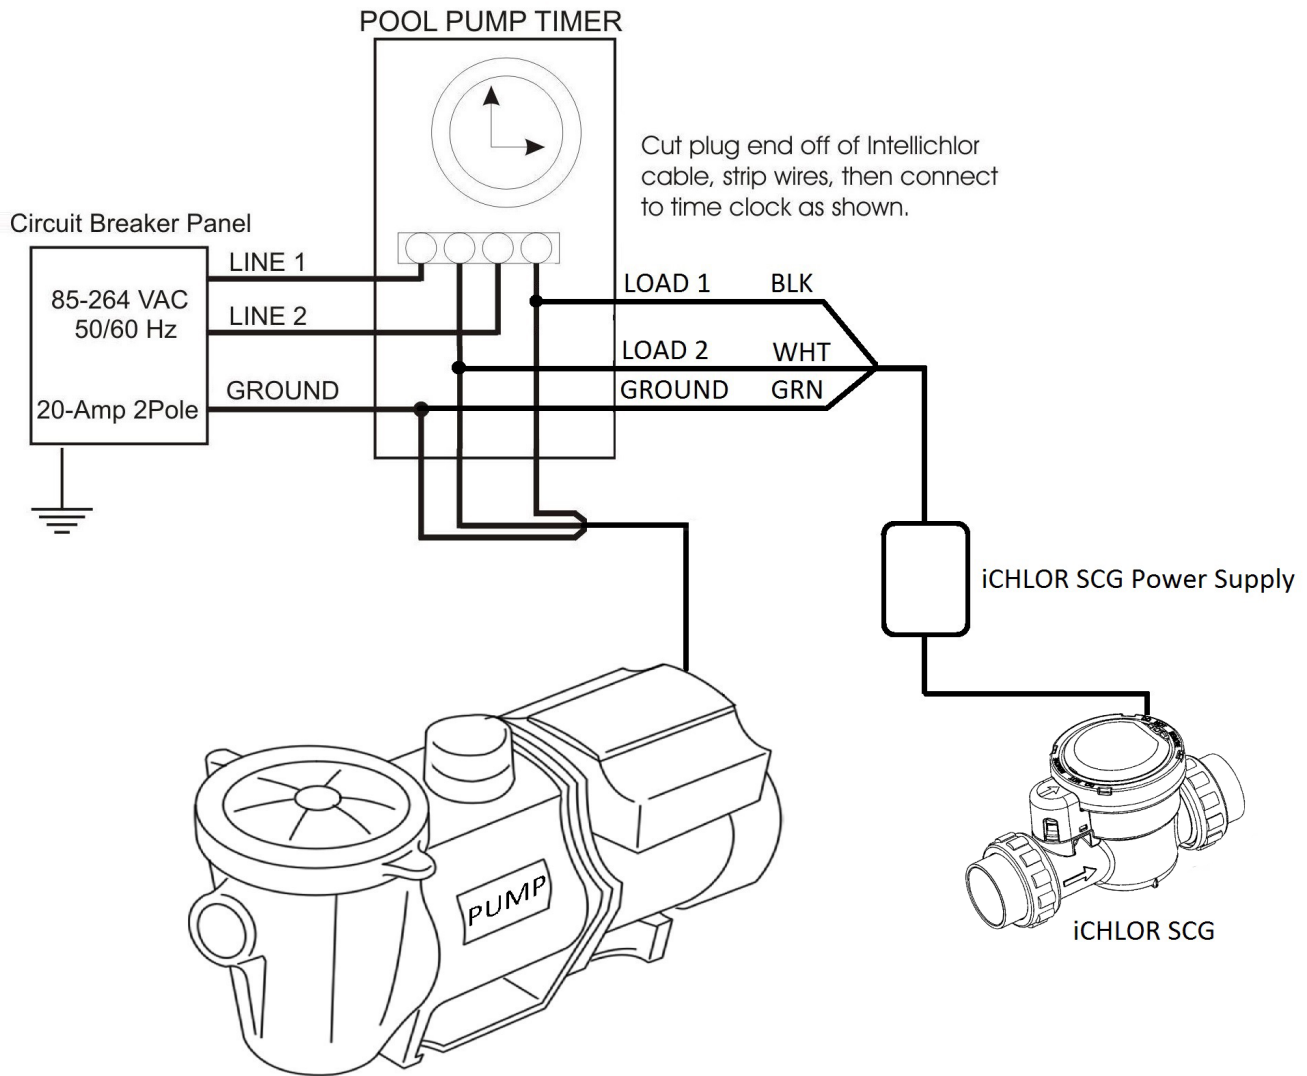 POOL PUMP TIMER
Cut plug end off of Intellichlor
cable, strip wires, then connect
to time clock as shown.
Circuit Breaker Panel
85-264 VAC
50/60 Hz
20-Amp 2Pole
LINE 1
LINE 2
GROUND
LOAD 1 BLK
LOAD 2 WHT
GROUND GRN
iCHLOR SCG Power Supply
PUMP
iCHLOR SCG